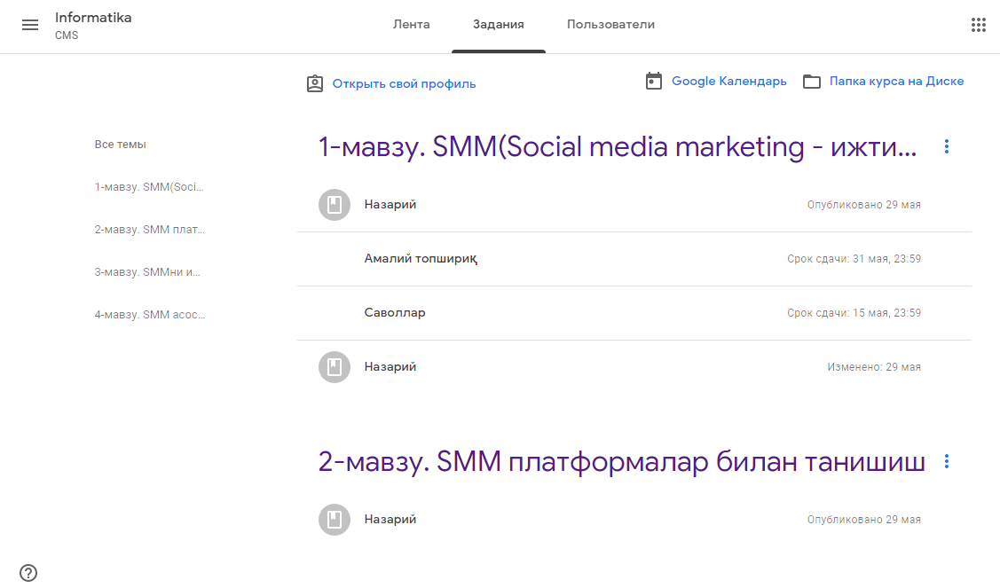 Informatika
CMS
Лента
Задания
Пользователи
Открыть свой профиль
Google Календарь
Папка курса на Диске
Все темы
1-мавзу. SMM(Soci...
2-мавзу. SMM плат...
3-мавзу. SMMни и...
4-мавзу. SMM асос...
1-мавзу. SMM(Social media marketing - ижти...
Назарий
Опубликовано 29 мая
Амалий топшириқ
Срок сдачи: 31 мая, 23:59
Саволлар
Срок сдачи: 15 мая, 23:59
Назарий
Изменено: 29 мая
2-мавзу. SMM платформалар билан танишиш
Назарий
Опубликовано 29 мая